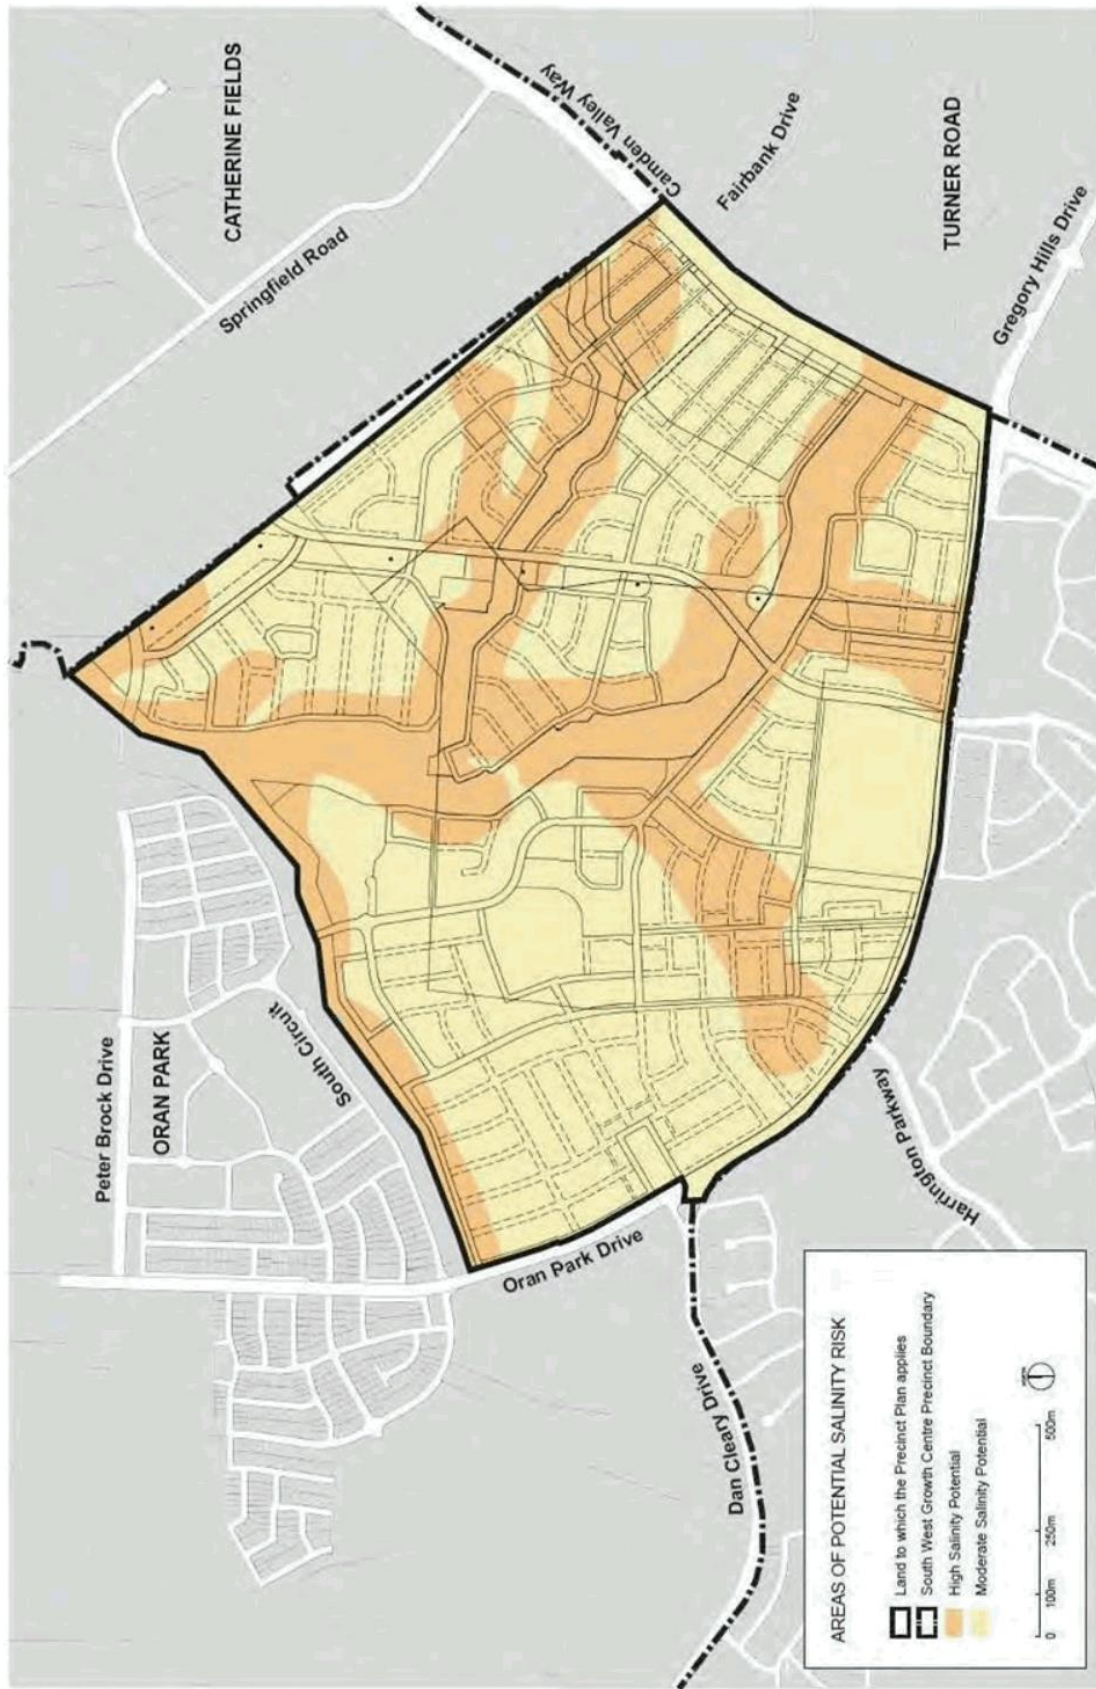 CATHERINE FIELDS
Springfield Road
Camden Valley Way
Fairbank Drive
TURNER ROAD
Gregory Hills Drive
Peter Brock Drive
ORAN PARK
South Circuit
Oran Park Drive
Harrington Parkway
Dan Cleary Drive
AREAS OF POTENTIAL SALINITY RISK
Land to which the Precinct Plan applies
South West Growth Centre Precinct Boundary
High Salinity Potential
Moderate Salinity Potential
0 100m 250m 500m